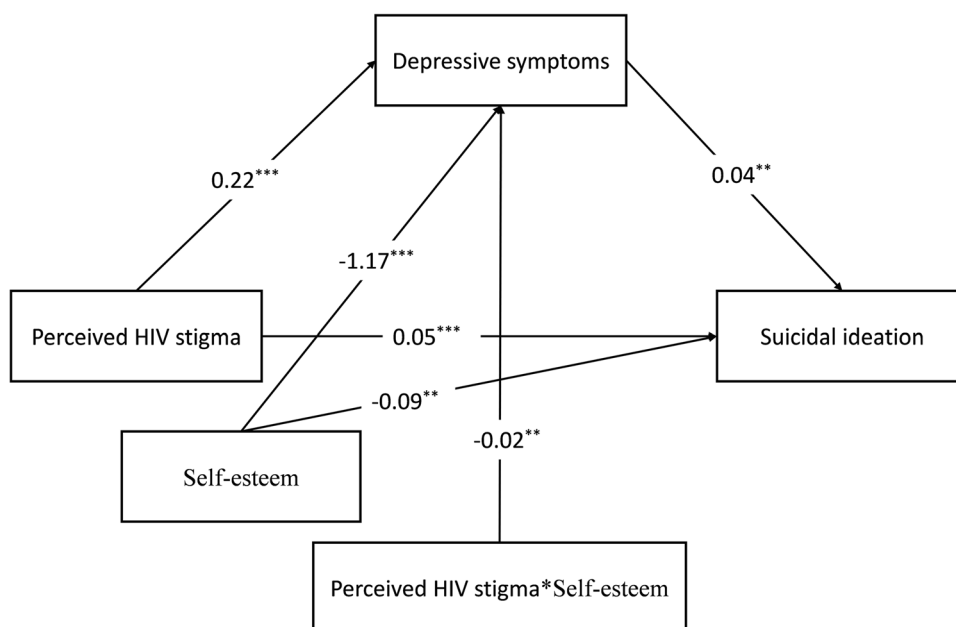 Depressive symptoms
0.22***
0.04**
-1.17***
Perceived HIV stigma
0.05***
Suicidal ideation
-0.09**
Self-esteem
-0.02**
Perceived HIV stigma*Self-esteem